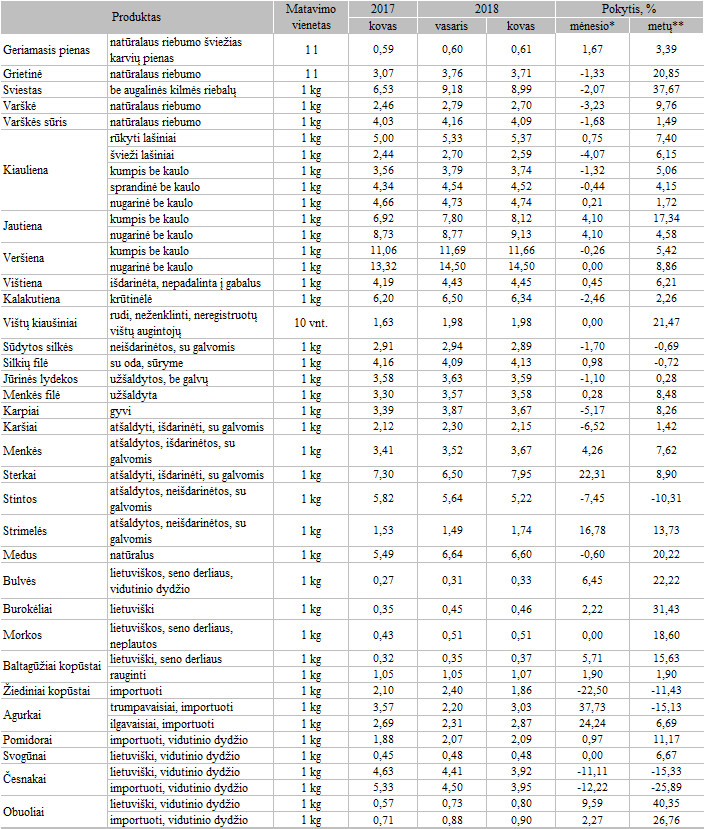 Produktas Matavimo vienetas 2017 2018 Pokytis, %
kovas vasaris kovas mėnesio* metų**
Geriamasis pienas natūralaus riebumo šviežias karvių pienas 1 l 0,59 0,60 0,61 1,67 3,39
Grietinė natūralaus riebumo 1 l 3,07 3,76 3,71 -1,33 20,85
Sviestas be augalinės kilmės riebalų 1 kg 6,53 9,18 8,99 -2,07 37,67
Varškė natūralaus riebumo 1 kg 2,46 2,79 2,70 -3,23 9,76
Varškės sūris natūralaus riebumo 1 kg 4,03 4,16 4,09 -1,68 1,49
Kiauliena rūkyti lašiniai 1 kg 5,00 5,33 5,37 0,75 7,40
švieži lašiniai 1 kg 2,44 2,70 2,59 -4,07 6,15
kumpis be kaulo 1 kg 3,56 3,79 3,74 -1,32 5,06
sprandinė be kaulo 1 kg 4,34 4,54 4,52 -0,44 4,15
nugarinė be kaulo 1 kg 4,66 4,73 4,74 0,21 1,72
Jautiena kumpis be kaulo 1 kg 6,92 7,80 8,12 4,10 17,34
nugarinė be kaulo 1 kg 8,73 8,77 9,13 4,10 4,58
Veršiena kumpis be kaulo 1 kg 11,06 11,69 11,66 -0,26 5,42
nugarinė be kaulo 1 kg 13,32 14,50 14,50 0,00 8,86
Vištiena išdarinėta, nepadalinta į gabalus 1 kg 4,19 4,43 4,45 0,45 6,21
Kalakutiena krūtinėlė 1 kg 6,20 6,50 6,34 -2,46 2,26
Vištų kiaušiniai rudi, neženklinti, neregistruotų vištų augintojų 10 vnt. 1,63 1,98 1,98 0,00 21,47
Sūdytos silkės neišdarinėtos, su galvomis 1 kg 2,91 2,94 2,89 -1,70 -0,69
Silkių filė su oda, sūryme 1 kg 4,16 4,09 4,13 0,98 -0,72
Jūrinės lydekos užšaldytos, be galvų 1 kg 3,58 3,63 3,59 -1,10 0,28
Menkės filė užšaldyta 1 kg 3,30 3,57 3,58 0,28 8,48
Karpiai gyvi 1 kg 3,39 3,87 3,67 -5,17 8,26
Karšiai atšaldyti, išdarinėti, su galvomis 1 kg 2,12 2,30 2,15 -6,52 1,42
Menkės atšaldytos, išdarinėtos, su galvomis 1 kg 3,41 3,52 3,67 4,26 7,62
Sterkai atšaldyti, išdarinėti, su galvomis 1 kg 7,30 6,50 7,95 22,31 8,90
Stintos atšaldytos, neišdarinėtos, su galvomis 1 kg 5,82 5,64 5,22 -7,45 -10,31
Strimelės atšaldytos, neišdarinėtos, su galvomis 1 kg 1,53 1,49 1,74 16,78 13,73
Medus natūralus 1 kg 5,49 6,64 6,60 -0,60 20,22
Bulvės lietuviškos, seno derliaus, vidutinio dydžio 1 kg 0,27 0,31 0,33 6,45 22,22
Burokėliai lietuviški 1 kg 0,35 0,45 0,46 2,22 31,43
Morkos lietuviškos, seno derliaus, neplautos 1 kg 0,43 0,51 0,51 0,00 18,60
Baltagūžiai kopūstai lietuviški, seno derliaus 1 kg 0,32 0,35 0,37 5,71 15,63
rauginti 1 kg 1,05 1,05 1,07 1,90 1,90
Žiediniai kopūstai importuoti 1 kg 2,10 2,40 1,86 -22,50 -11,43
Agurkai trumpavaisiai, importuoti 1 kg 3,57 2,20 3,03 37,73 -15,13
ilgavaisiai, importuoti 1 kg 2,69 2,31 2,87 24,24 6,69
Pomidorai importuoti, vidutinio dydžio 1 kg 1,88 2,07 2,09 0,97 11,17
Svogūnai lietuviški, vidutinio dydžio 1 kg 0,45 0,48 0,48 0,00 6,67
Česnakai lietuviški, vidutinio dydžio 1 kg 4,63 4,41 3,92 -11,11 -15,33
importuoti, vidutinio dydžio 1 kg 5,33 4,50 3,95 -12,22 -25,89
Obuoliai lietuviški, vidutinio dydžio 1 kg 0,57 0,73 0,80 9,59 40,35
importuoti, vidutinio dydžio 1 kg 0,71 0,88 0,90 2,27 26,76